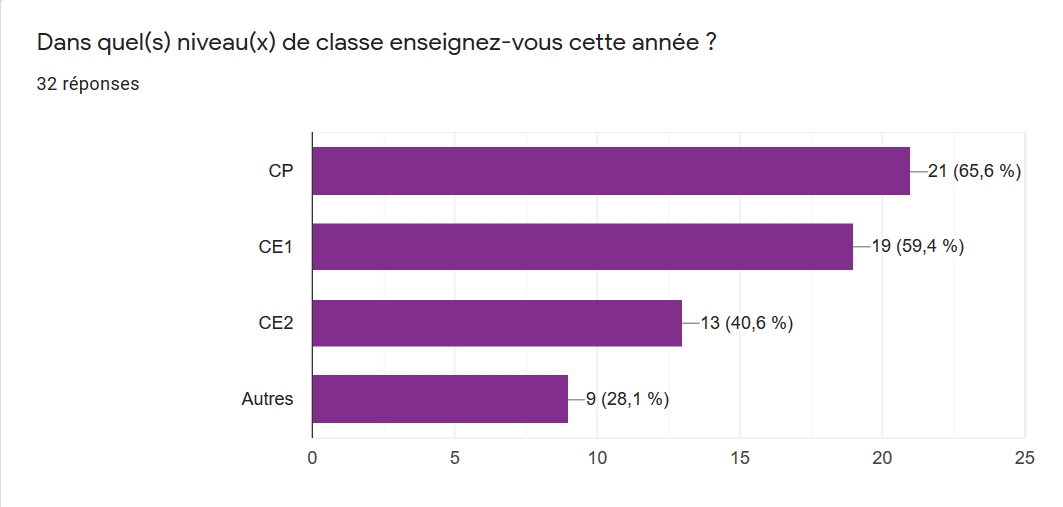 Dans quel(s) niveau(x) de classe enseignez-vous cette année ?
32 réponses
CP
21 (65,6 %)
CE1
19 (59,4 %)
CE2
13 (40,6 %)
Autres
9 (28,1 %)
0 5 10 15 20 25